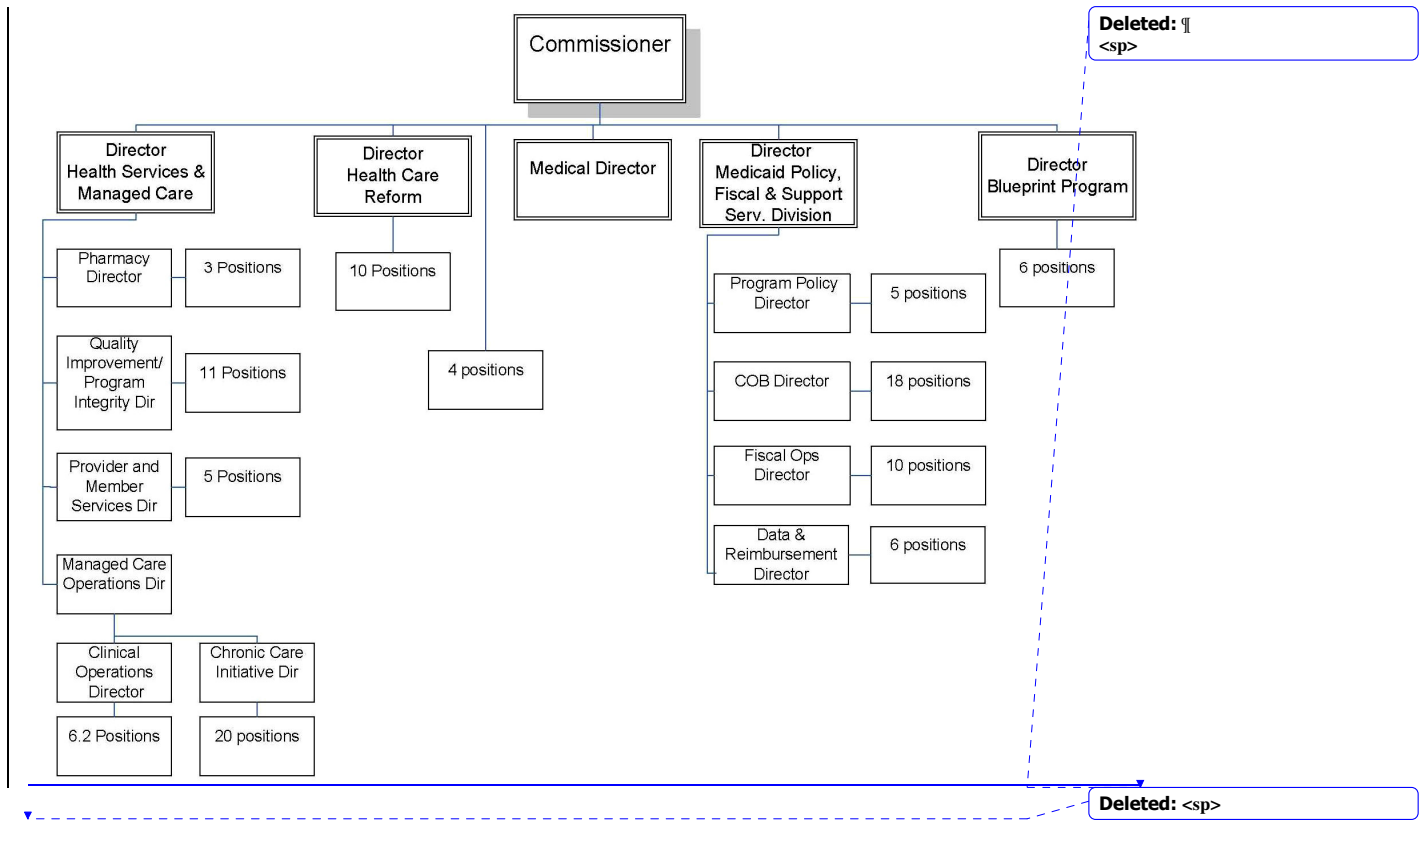 Deleted: ¶
<sp>
Commissioner
Director
Health Services &
Managed Care
Director
Health Care
Reform
Medical Director
Director
Medicaid Policy,
Fiscal & Support
Serv. Division
Director
Blueprint Program
Pharmacy
Director
3 Positions
10 Positions
6 positions
Program Policy
Director
5 positions
Quality
Improvement/
Program
Integrity Dir
11 Positions
4 positions
COB Director
18 positions
Provider and
Member
Services Dir
5 Positions
Fiscal Ops
Director
10 positions
Data &
Reimbursement
Director
6 positions
Managed Care
Operations Dir
Clinical
Operations
Director
Chronic Care
Initiative Dir
6.2 Positions
20 positions
Deleted: <sp>